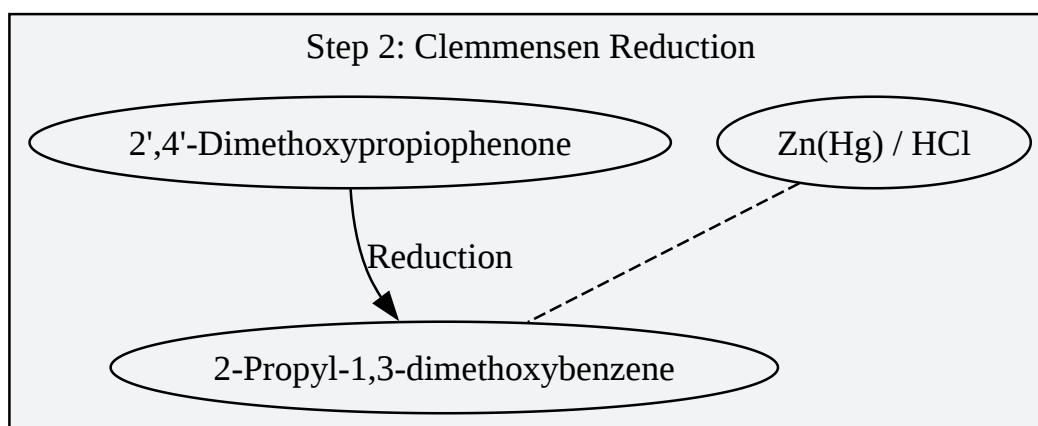 Step 2: Clemmensen Reduction
2',4'-Dimethoxypropiophenone
Zn(Hg) / HCl
Reduction
2-Propyl-1,3-dimethoxybenzene